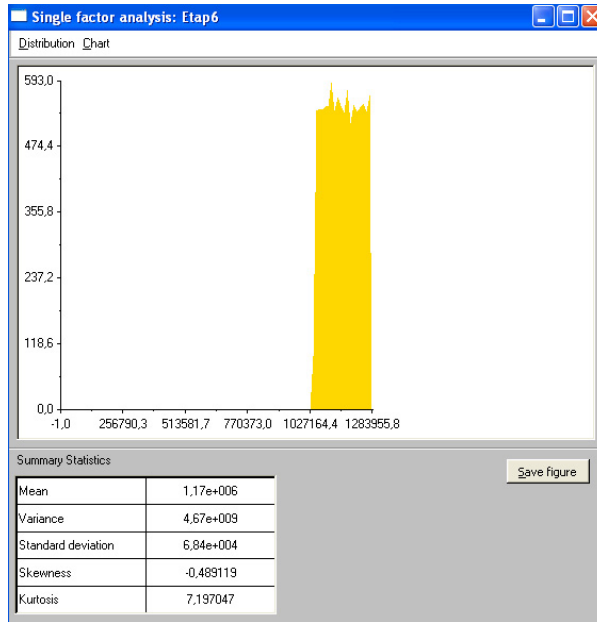 Single factor analysis: Etap6
Distribution Chart
593,0
474,4
355,8
237,2
118,6
0,0
-1,0 256790,3 513581,7 770373,0 1027164,4 1283955,8
Summary Statistics
Save figure
Mean 1,17e+006
Variance 4,67e+009
Standard deviation 6,84e+004
Skewness -0,489119
Kurtosis 7,197047